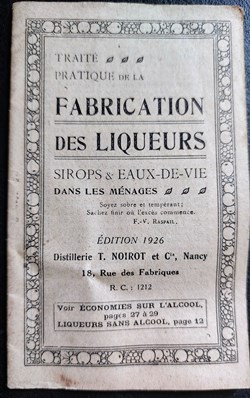 TRAITÉ
PRATIQUE DE LA
FABRICATION
DES LIQUEURS
SIROPS & EAUX-DE-VIE
DANS LES MÉNAGES
Soyez sobre et tempérant;
Sachez finir où l'excès commence.
F.-V. RASPAIL.
ÉDITION 1926
Distillerie T. NOIROT et Cie, Nancy
18, Rue des Fabriques
R. C. : 1212
Voir ÉCONOMIES SUR L'ALCOOL,
pages 27 à 29
LIQUEURS SANS ALCOOL, page 12